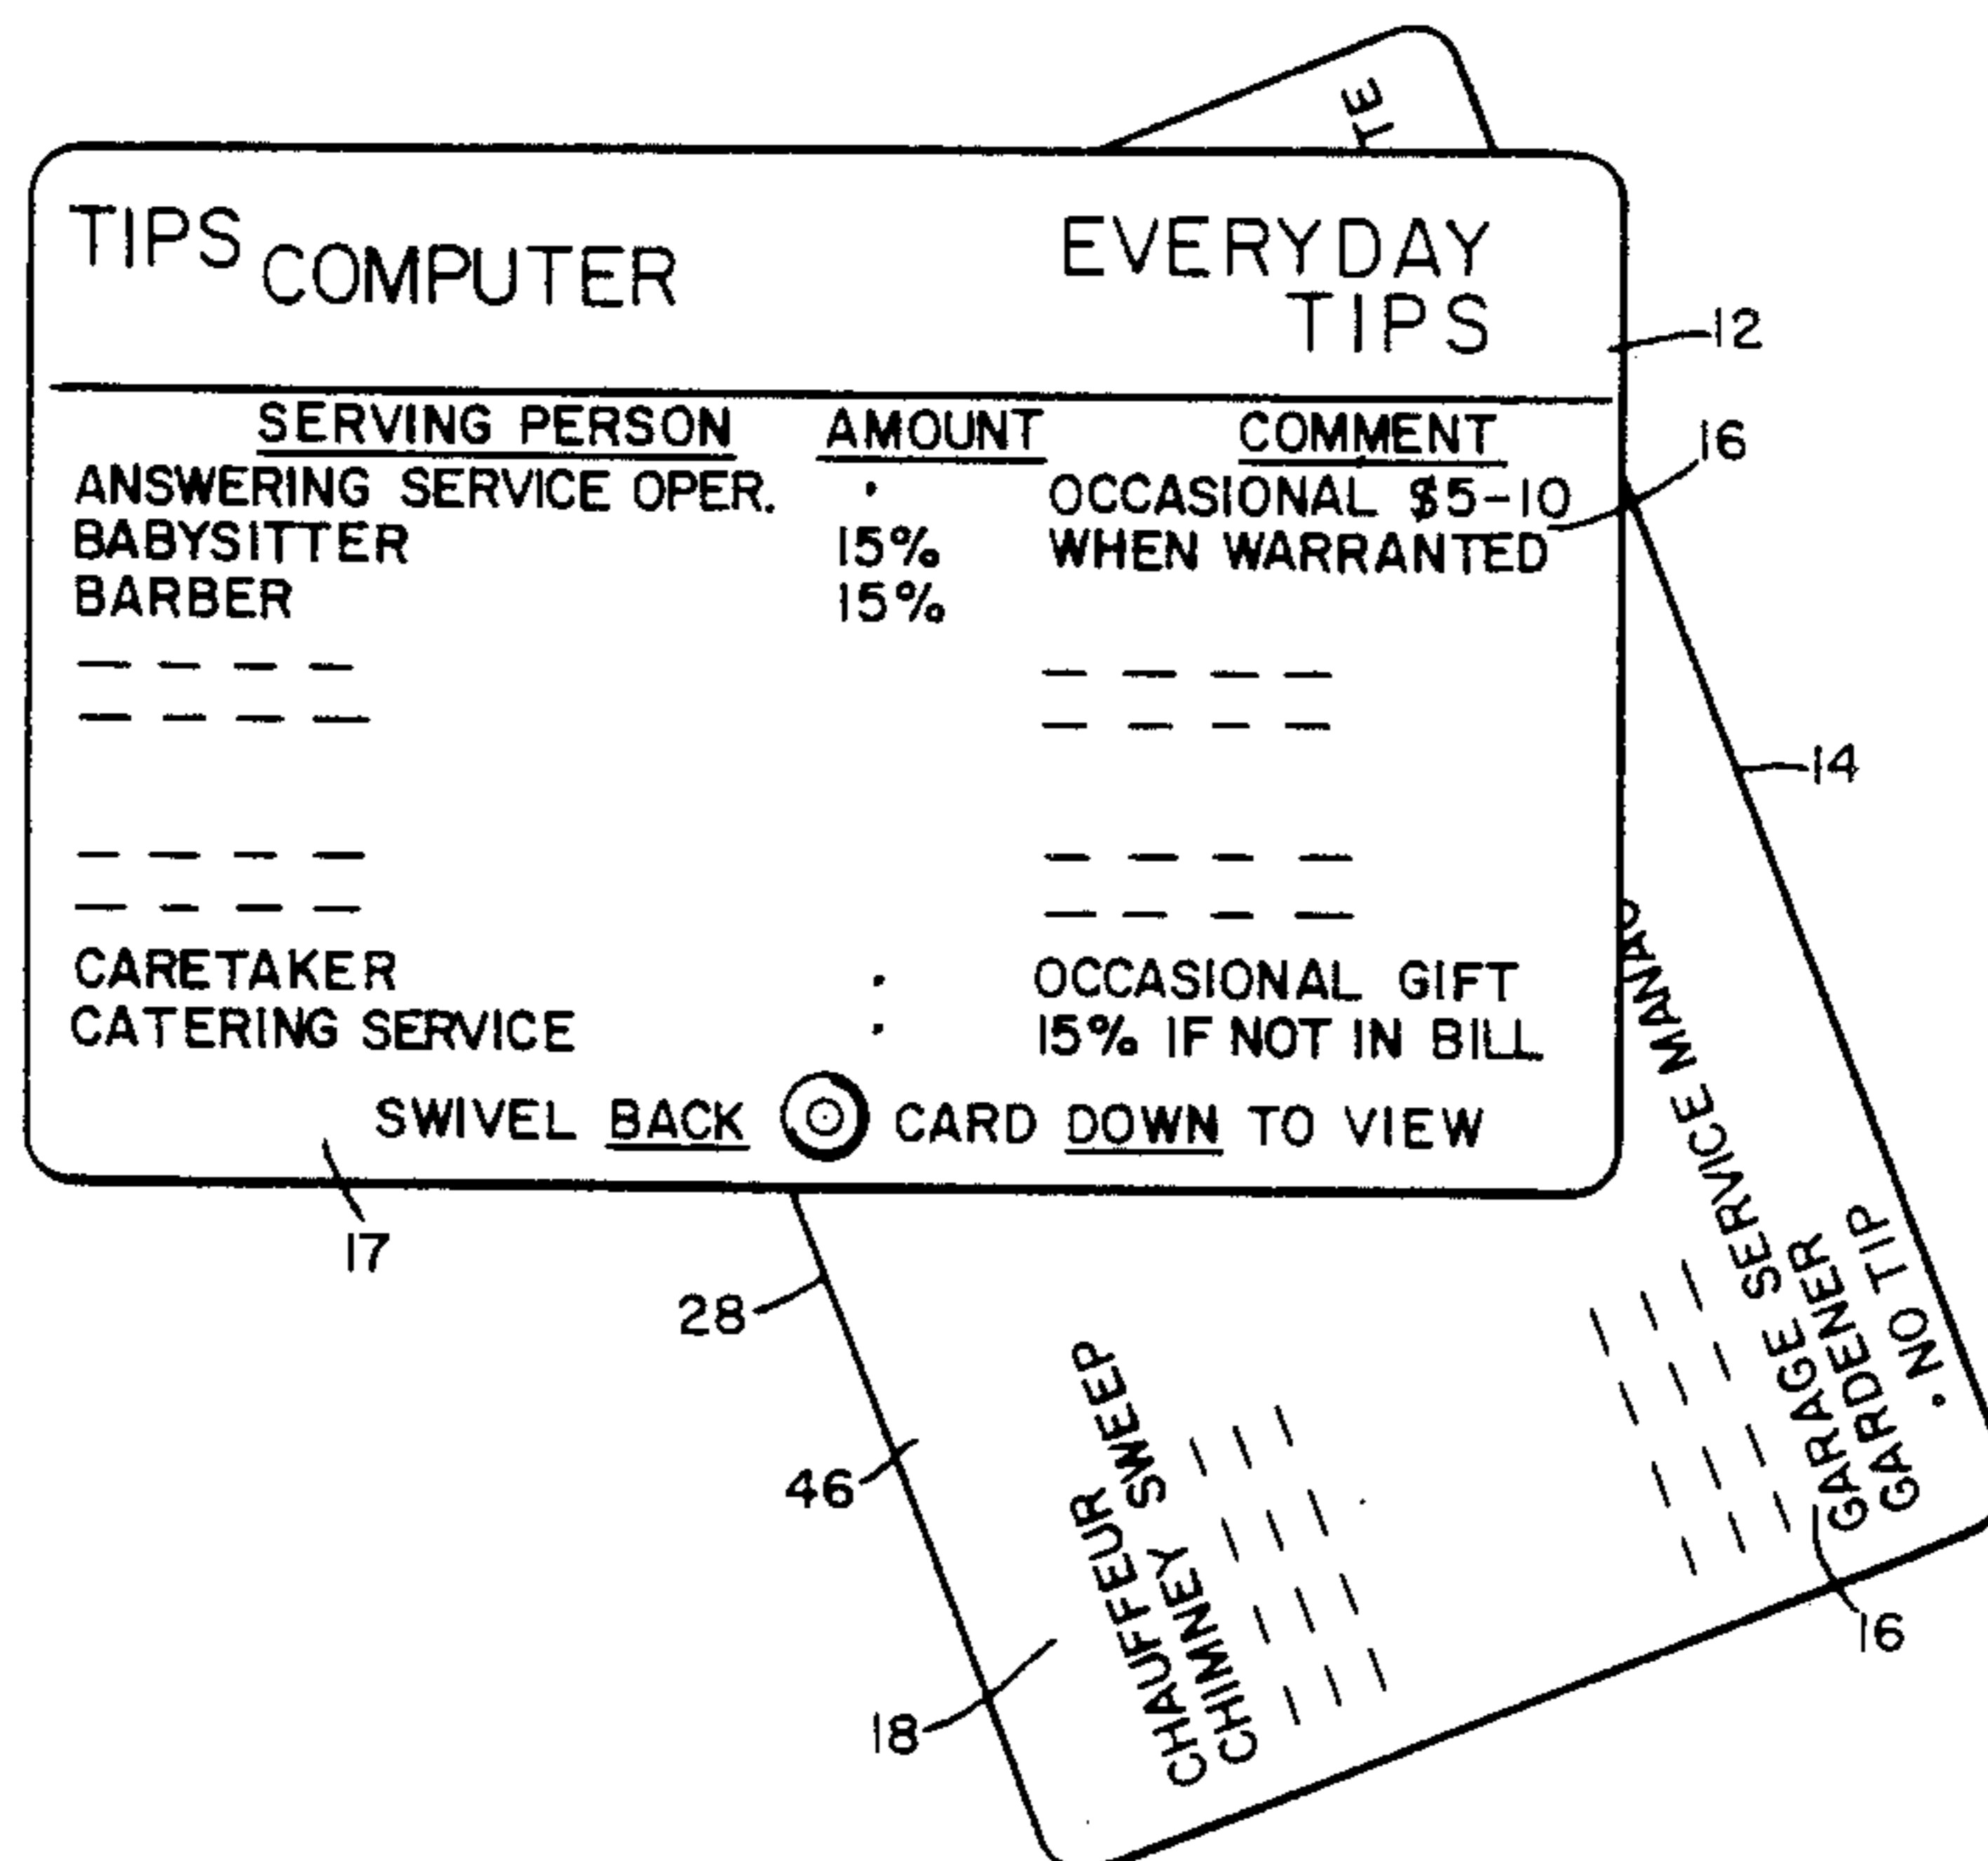 TE
TIPS COMPUTER
EVERYDAY
TIPS
12
SERVING PERSON AMOUNT COMMENT
16
ANSWERING SERVICE OPER. · OCCASIONAL $5-10
BABYSITTER 15% WHEN WARRANTED
BARBER 15%
14
CARETAKER · OCCASIONAL GIFT
CATERING SERVICE · 15% IF NOT IN BILL
SWIVEL BACK CARD DOWN TO VIEW
17
28
46
18
CHAUFFEUR
CHIMNEY SWEEP
GARAGE SERVICE MANAG
GARDENER
· NO TIP
16